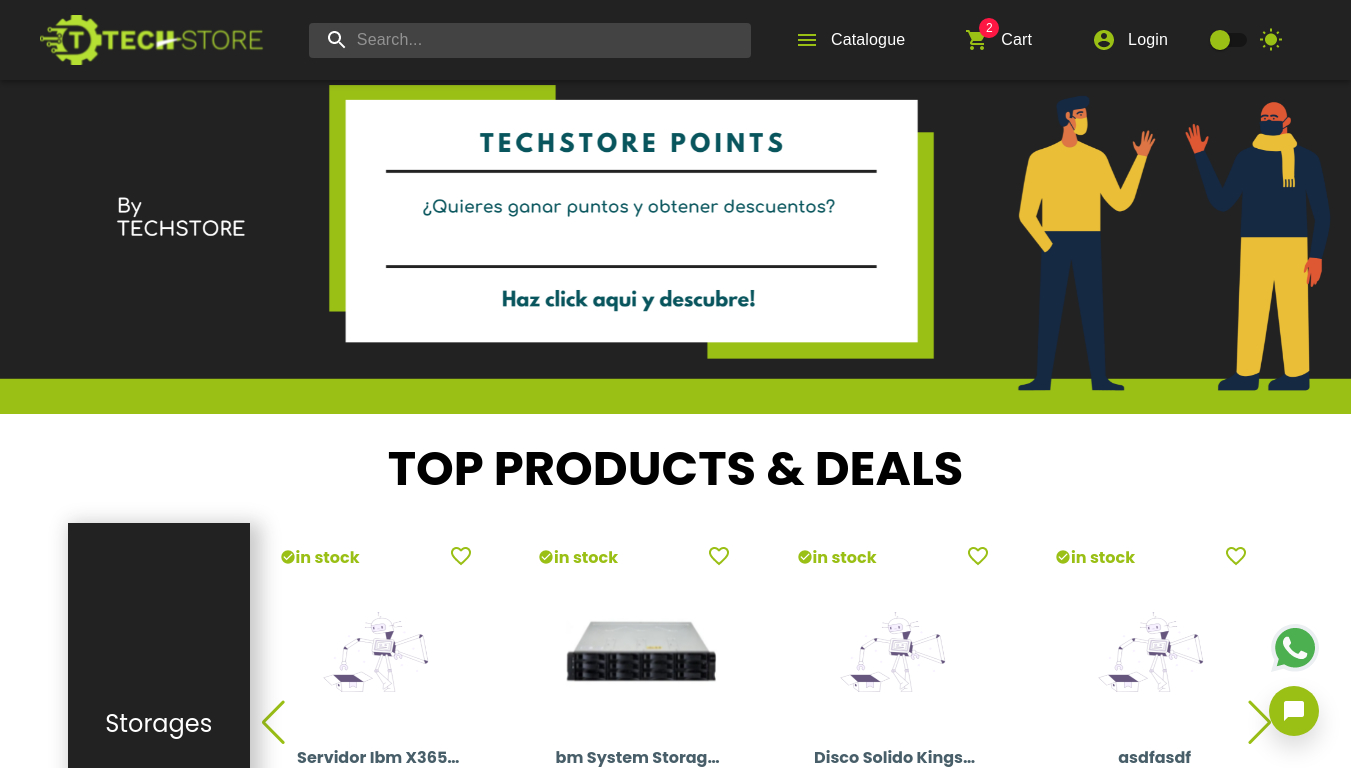 TECH-STORE
Search...
Catalogue
2
Cart
Login
TECHSTORE POINTS
¿Quieres ganar puntos y obtener descuentos?
By
TECHSTORE
Haz click aqui y descubre!
TOP PRODUCTS & DEALS
Storages
in stock
in stock
in stock
in stock
Servidor Ibm X365...
bm System Storag...
Disco Solido Kings...
asdfasdf